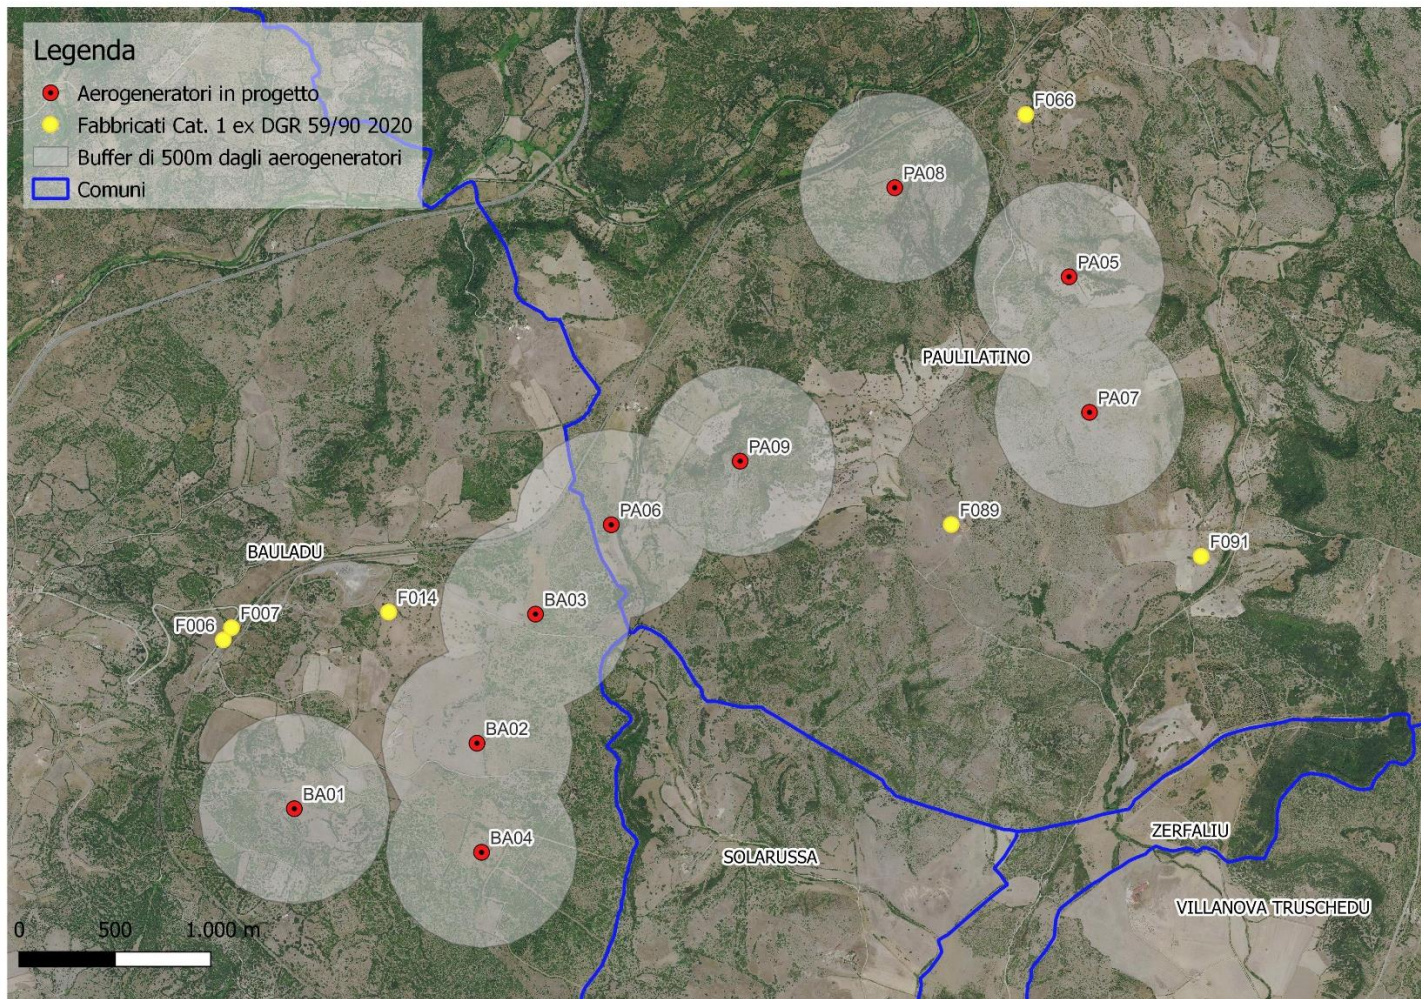 Legenda
Aerogeneratori in progetto
Fabbricati Cat. 1 ex DGR 59/90 2020
Buffer di 500m dagli aerogeneratori
Comuni
F066
PA08
PA05
PAULILATINO
PA07
PA09
PA06
F089
BAULADU
F091
BA03
F014
F007
F006
BA02
BA01
ZERFALIU
BA04
SOLARUSSA
VILLANOVA TRUSCHEDU
0 500 1.000 m